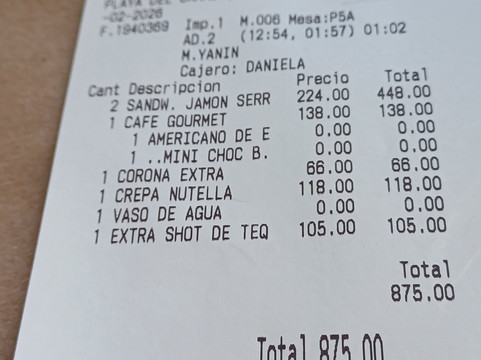 PLAYA DEL
-02-2026
F.1940369 Imp.1 M.006 Mesa:P5A
AD.2 (12:54, 01:57) 01:02
M.YANIN
Cajero: DANIELA
Cant Descripcion Precio Total
2 SANDW. JAMON SERR 224.00 448.00
1 CAFE GOURMET 138.00 138.00
1 AMERICANO DE E 0.00 0.00
1 ..MINI CHOC B. 0.00 0.00
1 CORONA EXTRA 66.00 66.00
1 CREPA NUTELLA 118.00 118.00
1 VASO DE AGUA 0.00 0.00
1 EXTRA SHOT DE TEQ 105.00 105.00
Total
875.00
Total 875.00